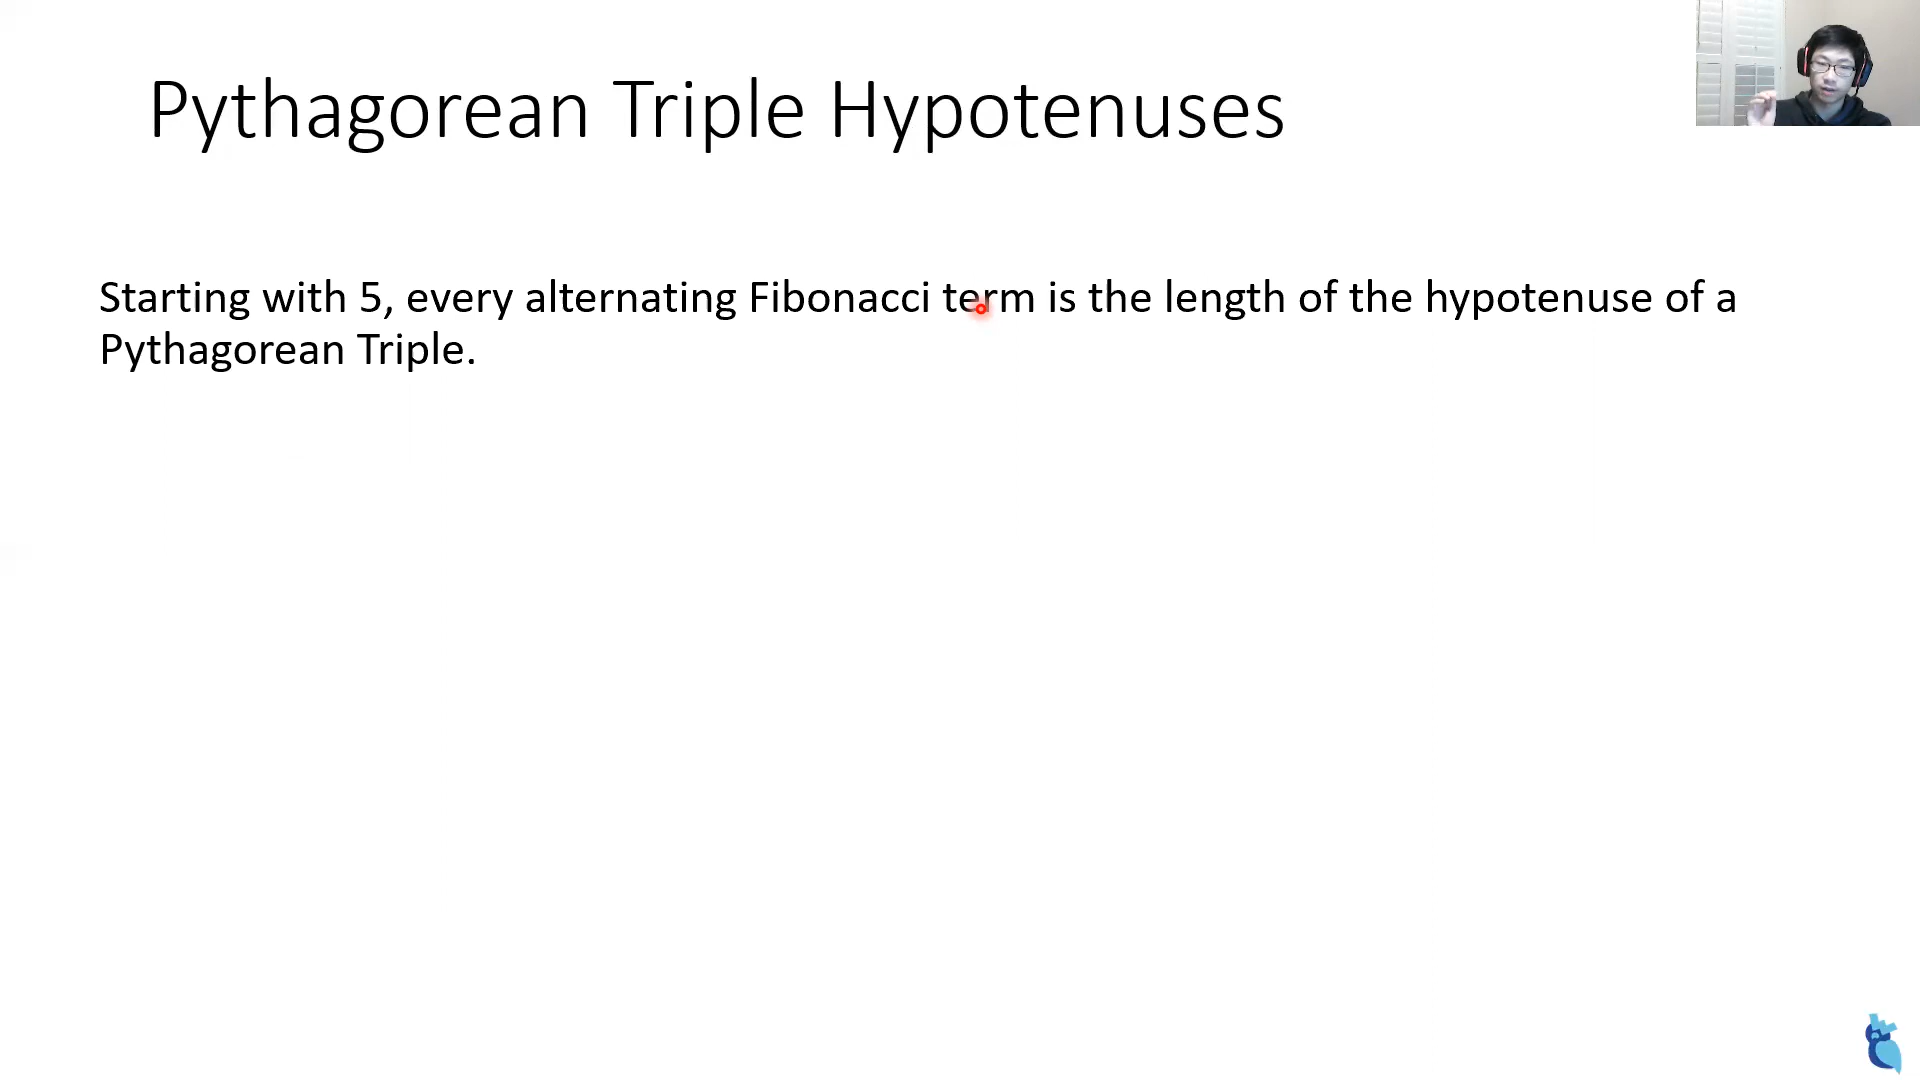 Pythagorean Triple Hypotenuses
Starting with 5, every alternating Fibonacci term is the length of the hypotenuse of a
Pythagorean Triple.